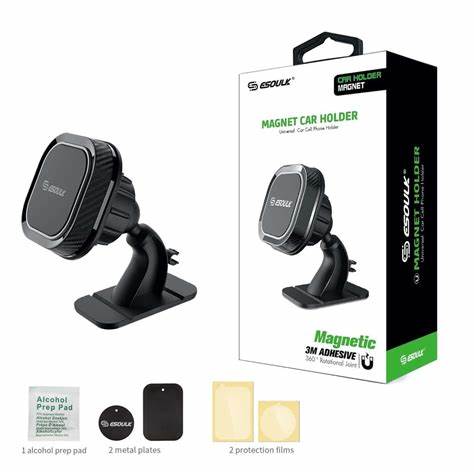 ESOULK®
CAR HOLDER
MAGNET
MAGNET CAR HOLDER
Universal Car Cell Phone Holder
ESOULK
ESOULK®
MAGNET HOLDER
Universal Car Cell Phone Holder
Magnetic
3M ADHESIVE
360° Rotational Joint
ESOULK
Alcohol
Prep Pad
ESOULK
1 alcohol prep pad
2 metal plates
2 protection films